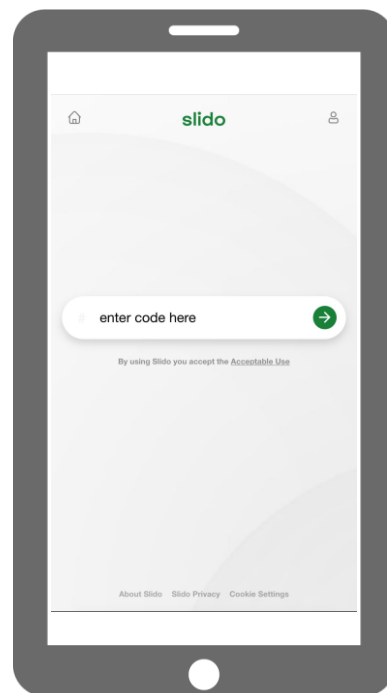 slido
# enter code here
By using Slido you accept the Acceptable Use
About Slido Slido Privacy Cookie Settings